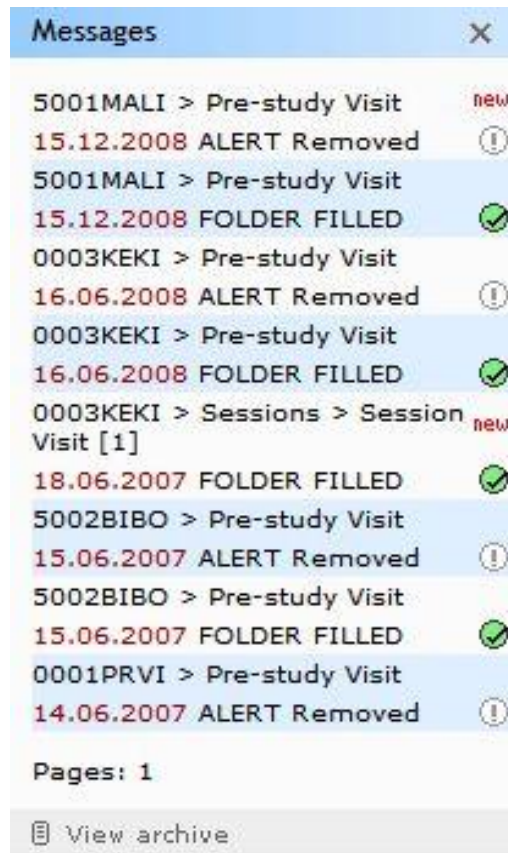 Messages
5001MALI > Pre-study Visit new
15.12.2008 ALERT Removed
5001MALI > Pre-study Visit
15.12.2008 FOLDER FILLED
0003KEKI > Pre-study Visit
16.06.2008 ALERT Removed
0003KEKI > Pre-study Visit
16.06.2008 FOLDER FILLED
0003KEKI > Sessions > Session new
Visit [1]
18.06.2007 FOLDER FILLED
5002BIBO > Pre-study Visit
15.06.2007 ALERT Removed
5002BIBO > Pre-study Visit
15.06.2007 FOLDER FILLED
0001PRVI > Pre-study Visit
14.06.2007 ALERT Removed
Pages: 1
View archive